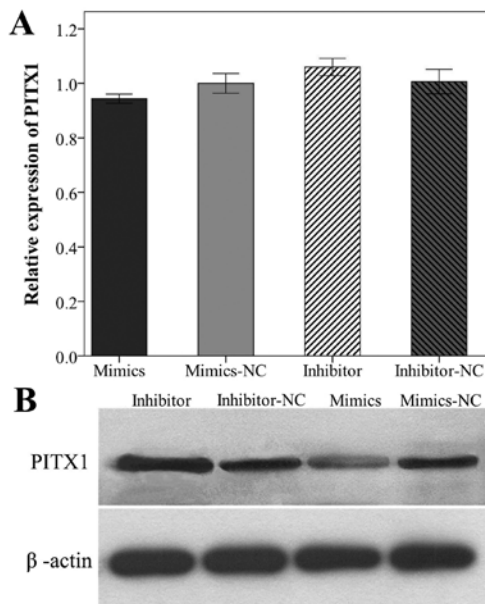 A
Relative expression of PITX1
1.2
1.0
0.8
0.6
0.4
0.2
0.0
Mimics Mimics-NC Inhibitor Inhibitor-NC
B
Inhibitor Inhibitor-NC Mimics Mimics-NC
PITX1
β -actin